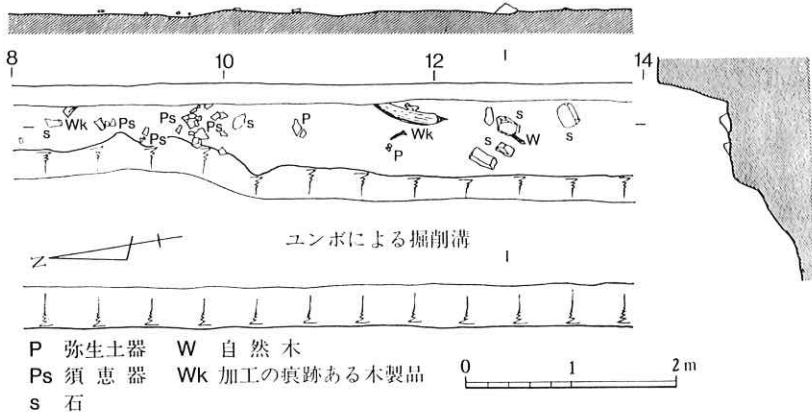 8 10 12 14
s Wk Ps Ps Ps Ps s P Wk P s s s W s
N
ユンボによる掘削溝
P 弥生土器 W 自然木
Ps 須恵器 Wk 加工の痕跡ある木製品
s 石
0 1 2m